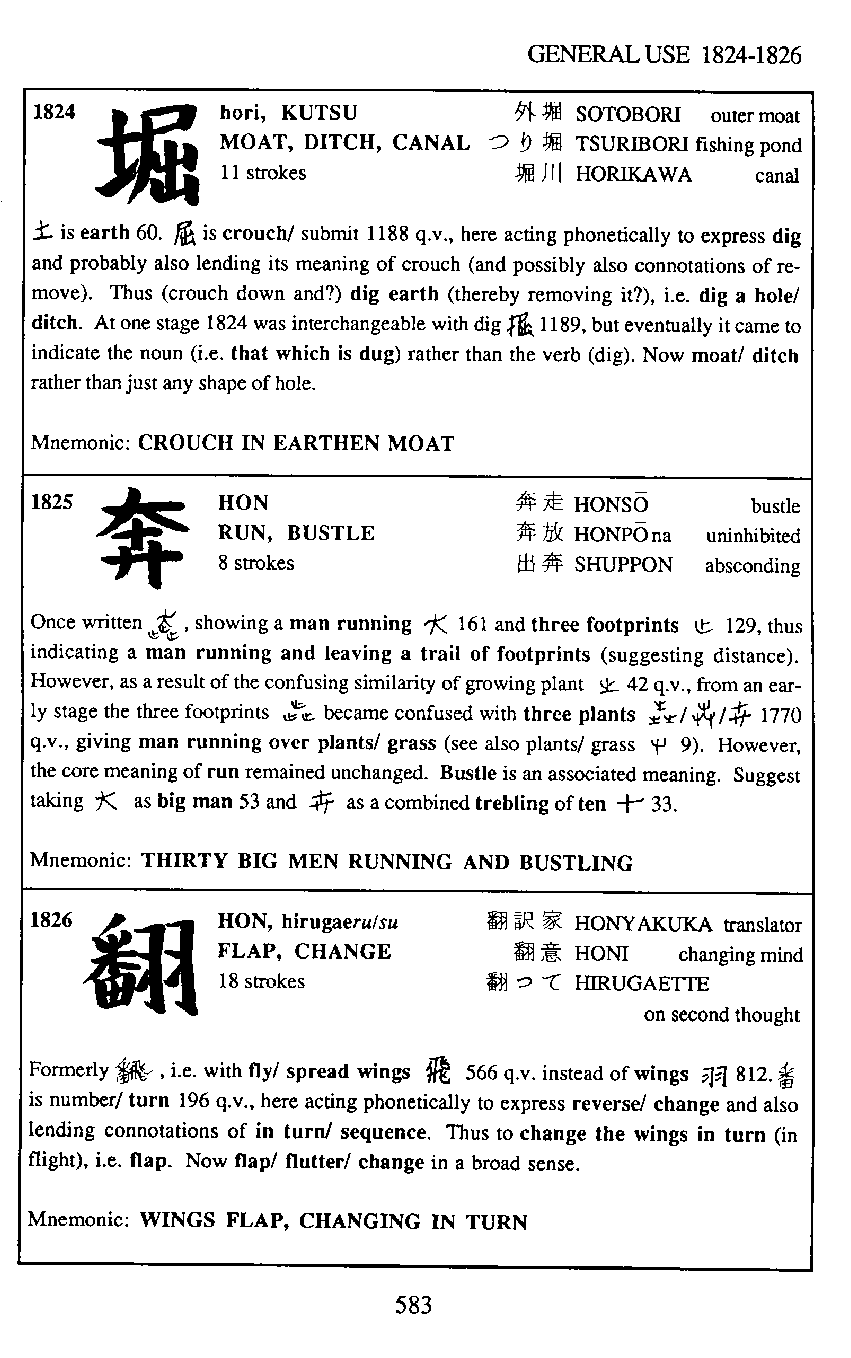 GENERAL USE 1824-1826
1824 堀 hori, KUTSU 外堀 SOTOBORI outer moat
MOAT, DITCH, CANAL つり堀 TSURIBORI fishing pond
11 strokes 堀川 HORIKAWA canal
土 is earth 60. 屈 is crouch/ submit 1188 q.v., here acting phonetically to express dig
and probably also lending its meaning of crouch (and possibly also connotations of re-
move). Thus (crouch down and?) dig earth (thereby removing it?), i.e. dig a hole/
ditch. At one stage 1824 was interchangeable with dig 掘 1189, but eventually it came to
indicate the noun (i.e. that which is dug) rather than the verb (dig). Now moat/ ditch
rather than just any shape of hole.
Mnemonic: CROUCH IN EARTHEN MOAT
1825 奔 HON 奔走 HONSŌ bustle
RUN, BUSTLE 奔放 HONPŌna uninhibited
8 strokes 出奔 SHUPPON absconding
Once written , showing a man running 大 161 and three footprints 止 129, thus
indicating a man running and leaving a trail of footprints (suggesting distance).
However, as a result of the confusing similarity of growing plant 42 q.v., from an ear-
ly stage the three footprints became confused with three plants / /卉 1770
q.v., giving man running over plants/ grass (see also plants/ grass 9). However,
the core meaning of run remained unchanged. Bustle is an associated meaning. Suggest
taking 大 as big man 53 and 卉 as a combined trebling of ten 十 33.
Mnemonic: THIRTY BIG MEN RUNNING AND BUSTLING
1826 翻 HON, hirugaeru/su 翻訳家 HONYAKUKA translator
FLAP, CHANGE 翻意 HONI changing mind
18 strokes 翻って HIRUGAETTE
on second thought
Formerly 飜, i.e. with fly/ spread wings 飛 566 q.v. instead of wings 羽 812. 番
is number/ turn 196 q.v., here acting phonetically to express reverse/ change and also
lending connotations of in turn/ sequence. Thus to change the wings in turn (in
flight), i.e. flap. Now flap/ flutter/ change in a broad sense.
Mnemonic: WINGS FLAP, CHANGING IN TURN
583